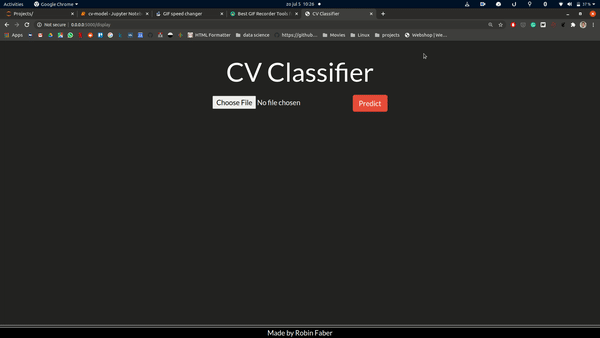 Activities
Google Chrome
zo jul 5 10:26
51%
Projects/
cv-model - Jupyter Noteb
GIF speed changer
Best GIF Recorder Tools
CV Classifier
Not secure
0.0.0.0:5000/display
Apps
HTML Formatter
data science
https://github...
Movies
Linux
projects
Webshop | We...
CV Classifier
Choose File No file chosen
Predict
Made by Robin Faber